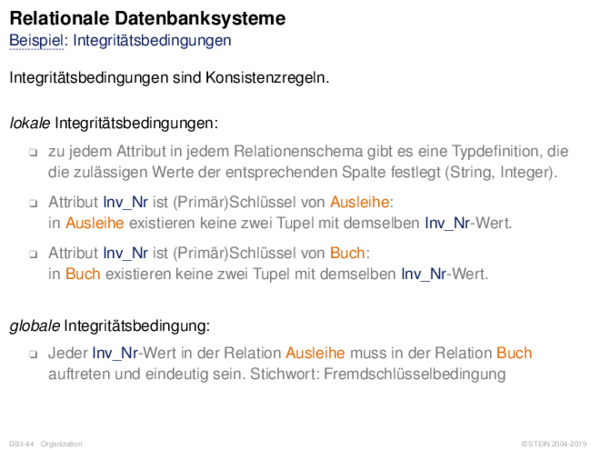 Relationale Datenbanksysteme
Beispiel: Integritätsbedingungen
Integritätsbedingungen sind Konsistenzregeln.
lokale Integritätsbedingungen:
❑ zu jedem Attribut in jedem Relationenschema gibt es eine Typdefinition, die
die zulässigen Werte der entsprechenden Spalte festlegt (String, Integer).
❑ Attribut Inv_Nr ist (Primär)Schlüssel von Ausleihe:
in Ausleihe existieren keine zwei Tupel mit demselben Inv_Nr-Wert.
❑ Attribut Inv_Nr ist (Primär)Schlüssel von Buch:
in Buch existieren keine zwei Tupel mit demselben Inv_Nr-Wert.
globale Integritätsbedingung:
❑ Jeder Inv_Nr-Wert in der Relation Ausleihe muss in der Relation Buch
auftreten und eindeutig sein. Stichwort: Fremdschlüsselbedingung
DB:I-44 Organization © STEIN 2004-2019